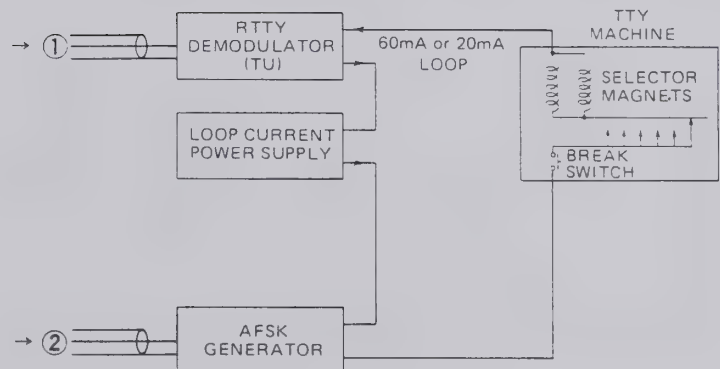 RTTY
DEMODULATOR
(TU)
60mA or 20mA
LOOP
TTY
MACHINE
SELECTOR
MAGNETS
→ ①
LOOP CURRENT
POWER SUPPLY
BREAK
SWITCH
→ ②
AFSK
GENERATOR